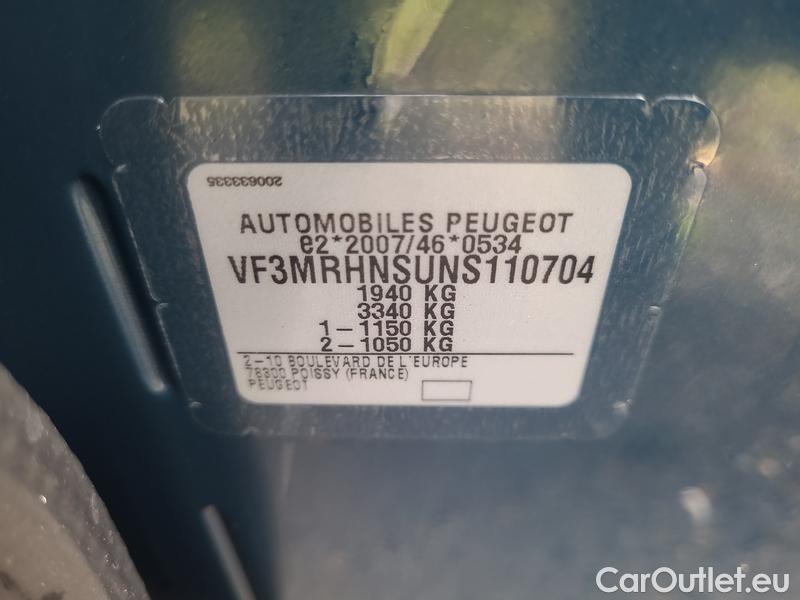 200633335
AUTOMOBILES PEUGEOT
e2*2007/46*0534
VF3MRHNSUNS110704
1940 KG
3340 KG
1-1150 KG
2-1050 KG
2-10 BOULEVARD DE L'EUROPE
78300 POISSY (FRANCE)
PEUGEOT
CarOutlet.eu